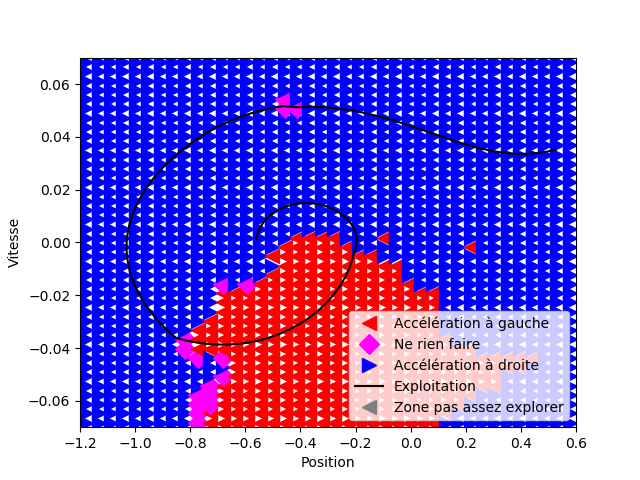 0.06
0.04
0.02
0.00
−0.02
−0.04
−0.06
Vitesse
Accélération à gauche
Ne rien faire
Accélération à droite
Exploitation
Zone pas assez explorer
−1.2 −1.0 −0.8 −0.6 −0.4 −0.2 0.0 0.2 0.4 0.6
Position